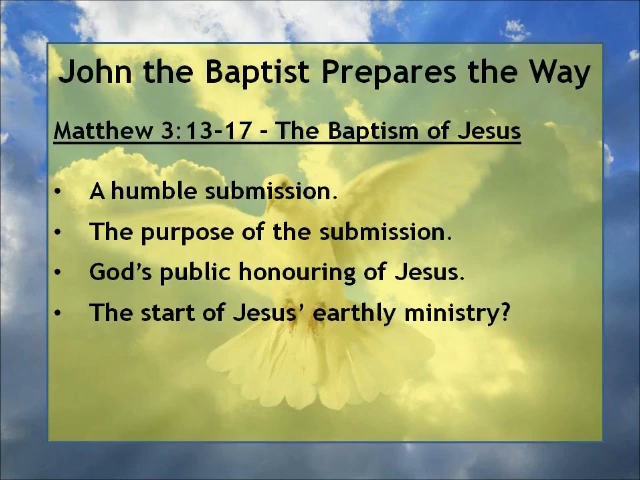 John the Baptist Prepares the Way
Matthew 3:13-17 - The Baptism of Jesus
• A humble submission.
• The purpose of the submission.
• God’s public honouring of Jesus.
• The start of Jesus’ earthly ministry?